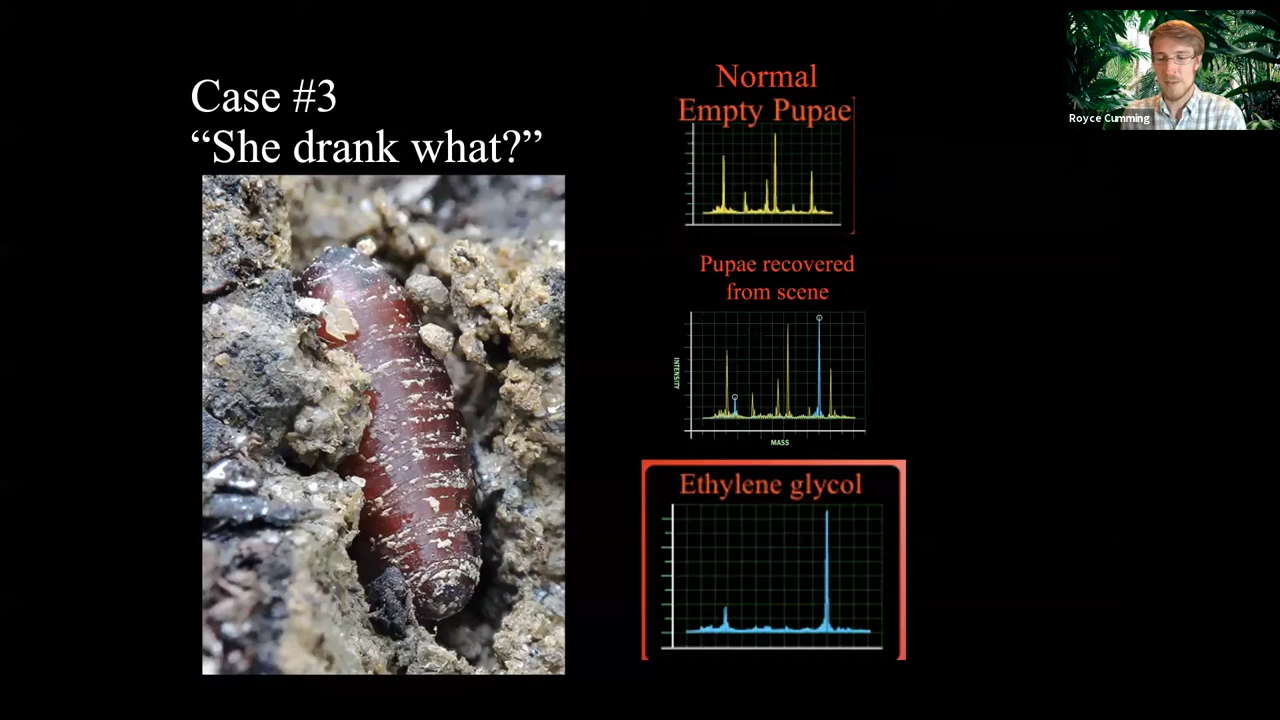 Case #3
“She drank what?”
Normal
Empty Pupae
Pupae recovered
from scene
INTENSITY
MASS
Ethylene glycol
Royce Cumming